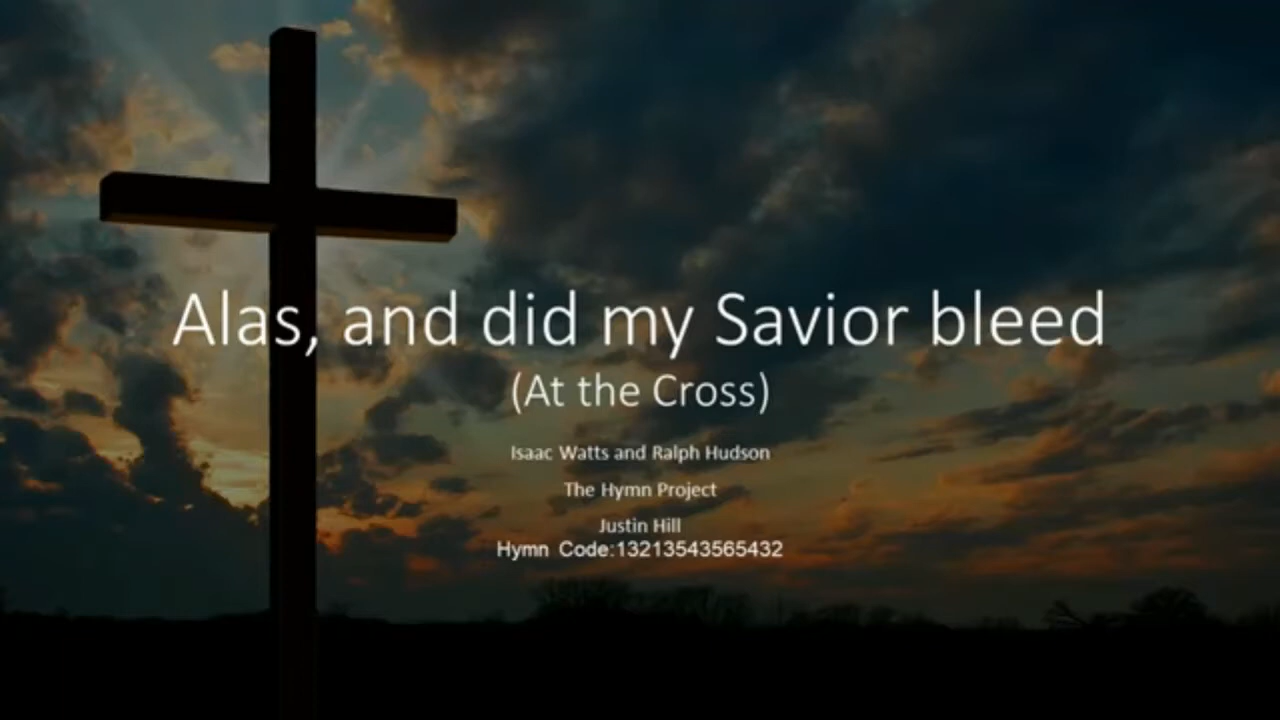 Alas, and did my Savior bleed
(At the Cross)
Isaac Watts and Ralph Hudson
The Hymn Project
Justin Hill
Hymn Code:13213543565432